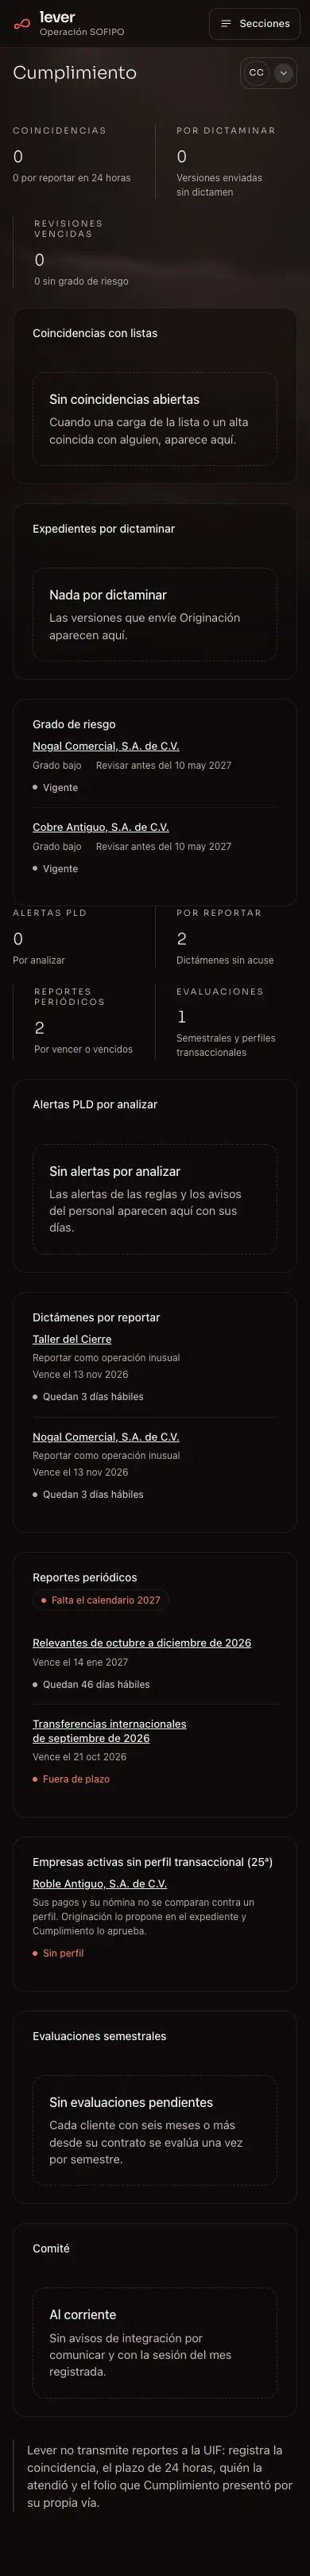 lever
Operación SOFIPO
Secciones
Cumplimiento
CC
COINCIDENCIAS
0
0 por reportar en 24 horas
POR DICTAMINAR
0
Versiones enviadas
sin dictamen
REVISIONES
VENCIDAS
0
0 sin grado de riesgo
Coincidencias con listas
Sin coincidencias abiertas
Cuando una carga de la lista o un alta
coincida con alguien, aparece aquí.
Expedientes por dictaminar
Nada por dictaminar
Las versiones que envíe Originación
aparecen aquí.
Grado de riesgo
Nogal Comercial, S.A. de C.V.
Grado bajo Revisar antes del 10 may 2027
Vigente
Cobre Antiguo, S.A. de C.V.
Grado bajo Revisar antes del 10 may 2027
Vigente
ALERTAS PLD
0
Por analizar
POR REPORTAR
2
Dictámenes sin acuse
REPORTES
PERIÓDICOS
2
Por vencer o vencidos
EVALUACIONES
1
Semestrales y perfiles
transaccionales
Alertas PLD por analizar
Sin alertas por analizar
Las alertas de las reglas y los avisos
del personal aparecen aquí con sus
días.
Dictámenes por reportar
Taller del Cierre
Reportar como operación inusual
Vence el 13 nov 2026
Quedan 3 días hábiles
Nogal Comercial, S.A. de C.V.
Reportar como operación inusual
Vence el 13 nov 2026
Quedan 3 días hábiles
Reportes periódicos
Falta el calendario 2027
Relevantes de octubre a diciembre de 2026
Vence el 14 ene 2027
Quedan 46 días hábiles
Transferencias internacionales
de septiembre de 2026
Vence el 21 oct 2026
Fuera de plazo
Empresas activas sin perfil transaccional (25ª)
Roble Antiguo, S.A. de C.V.
Sus pagos y su nómina no se comparan contra un
perfil. Originación lo propone en el expediente y
Cumplimiento lo aprueba.
Sin perfil
Evaluaciones semestrales
Sin evaluaciones pendientes
Cada cliente con seis meses o más
desde su contrato se evalúa una vez
por semestre.
Comité
Al corriente
Sin avisos de integración por
comunicar y con la sesión del mes
registrada.
Lever no transmite reportes a la UIF: registra la
coincidencia, el plazo de 24 horas, quién la
atendió y el folio que Cumplimiento presentó por
su propia vía.